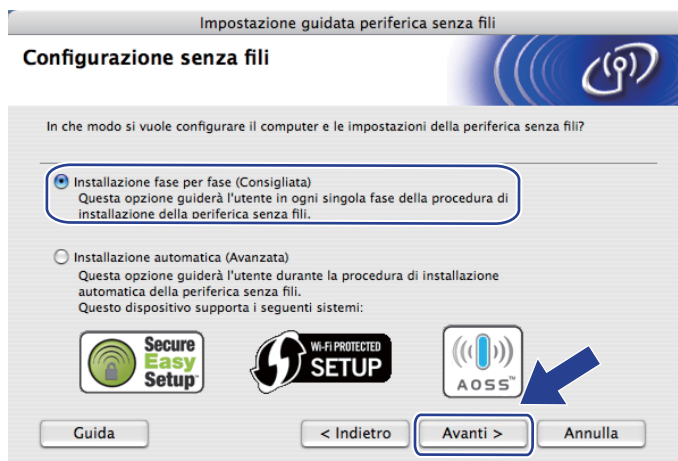 Impostazione guidata periferica senza fili
Configurazione senza fili
In che modo si vuole configurare il computer e le impostazioni della periferica senza fili?
Installazione fase per fase (Consigliata)
Questa opzione guiderà l'utente in ogni singola fase della procedura di
installazione della periferica senza fili.
Installazione automatica (Avanzata)
Questa opzione guiderà l'utente durante la procedura di installazione
automatica della periferica senza fili.
Questo dispositivo supporta i seguenti sistemi:
Secure
Easy
Setup™
Wi-Fi PROTECTED
SETUP
AOSS™
Guida
< Indietro
Avanti >
Annulla